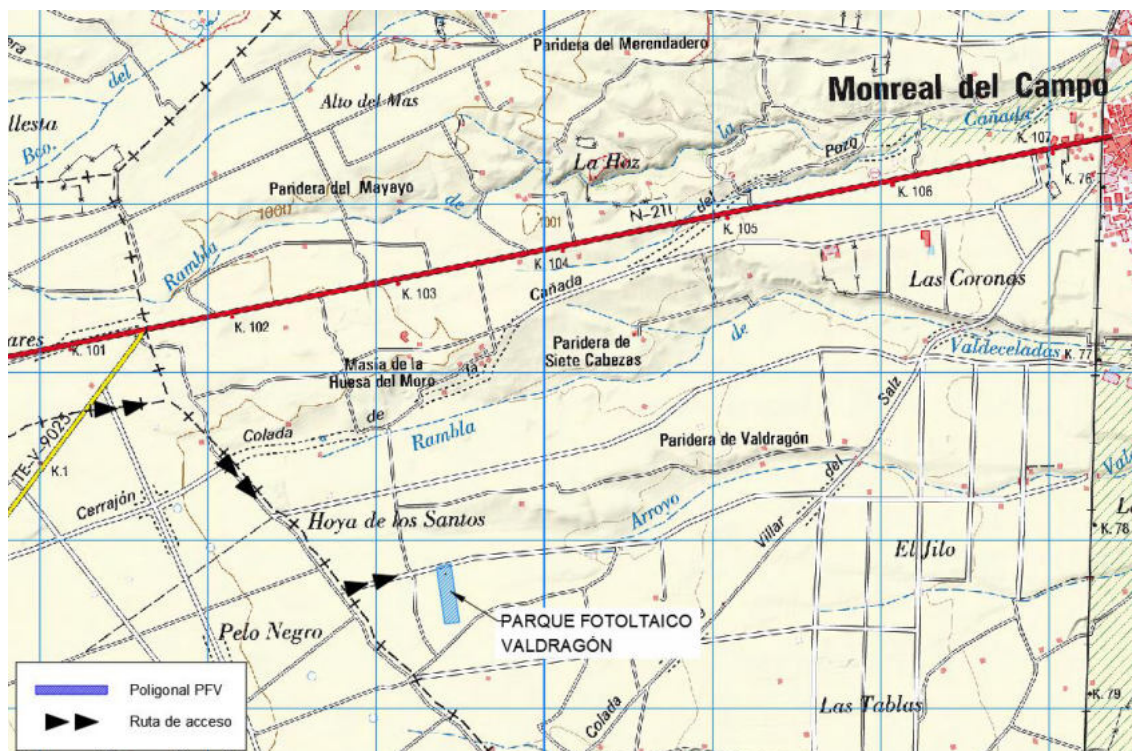 Paridera del Merendadero
Monreal del Campo
del
Alto del Mas
la
Cañada
llesta
Bco.
La Hoz
Pozo
K. 107
K. 76
Paridera del Mayayo
de
K. 106
1000
N-211
del
1001
K. 105
Rambla
K. 104
Cañada
Las Coronas
K. 103
K. 102
ares
K. 101
Masía de la
Huesa del Moro
la
Paridera de
Siete Cabezas
de
Valdeceladas
K. 77
TE-V-9023
Colada
de
Rambla
Salz
Paridera de Valdragón
K.1
del
Cerrajón
Hoya de los Santos
Arroyo
Villar
K. 78
El Jilo
PARQUE FOTOLTAICO
VALDRAGÓN
Pelo Negro
Poligonal PFV
Ruta de acceso
Colada
Las Tablas
K. 79